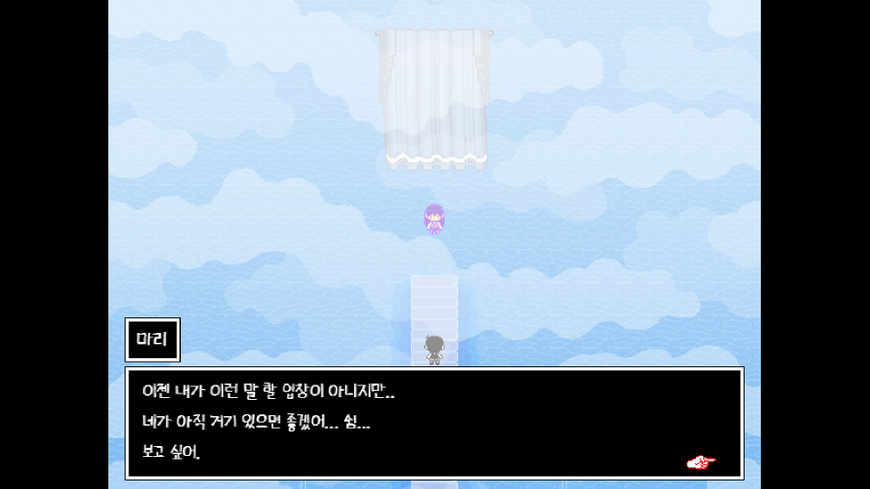 마리
이젠 내가 이런 말 할 입장이 아니지만..
네가 아직 거기 있으면 좋겠어... 쉼...
보고 싶어.